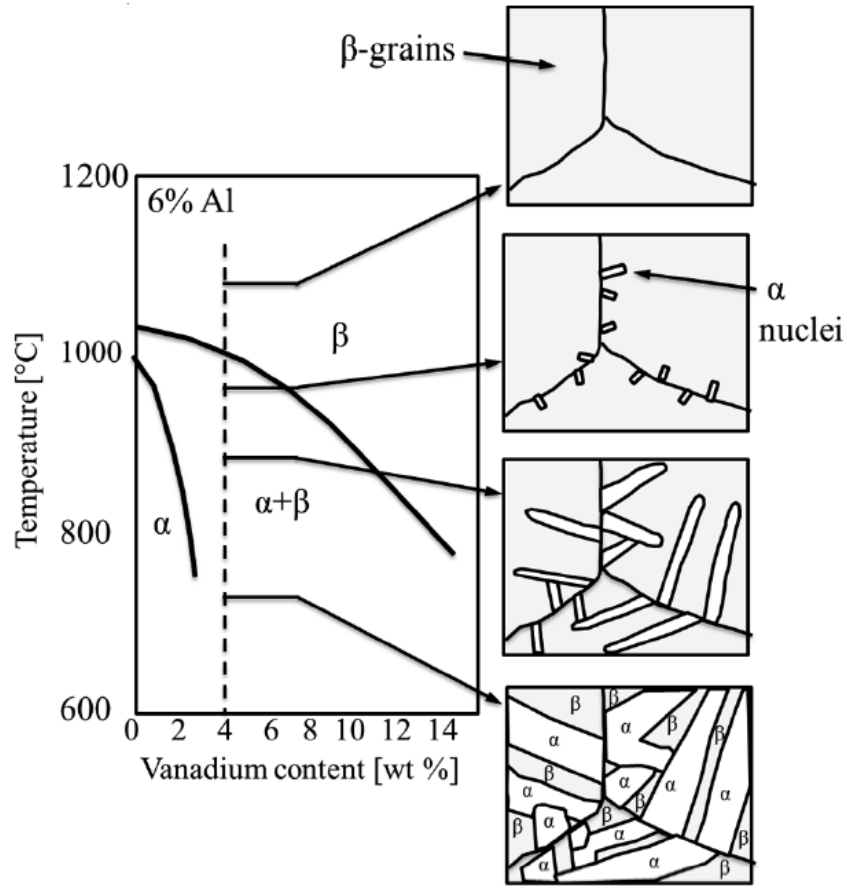 β-grains
1200
6% Al
α
nuclei
β
1000
Temperature [°C]
α
α+β
800
600
0 2 4 6 8 10 12 14
Vanadium content [wt %]
β
β
α
β
β
α
β
α
α
α
α
β
β
β
α
α
β
α
α
β